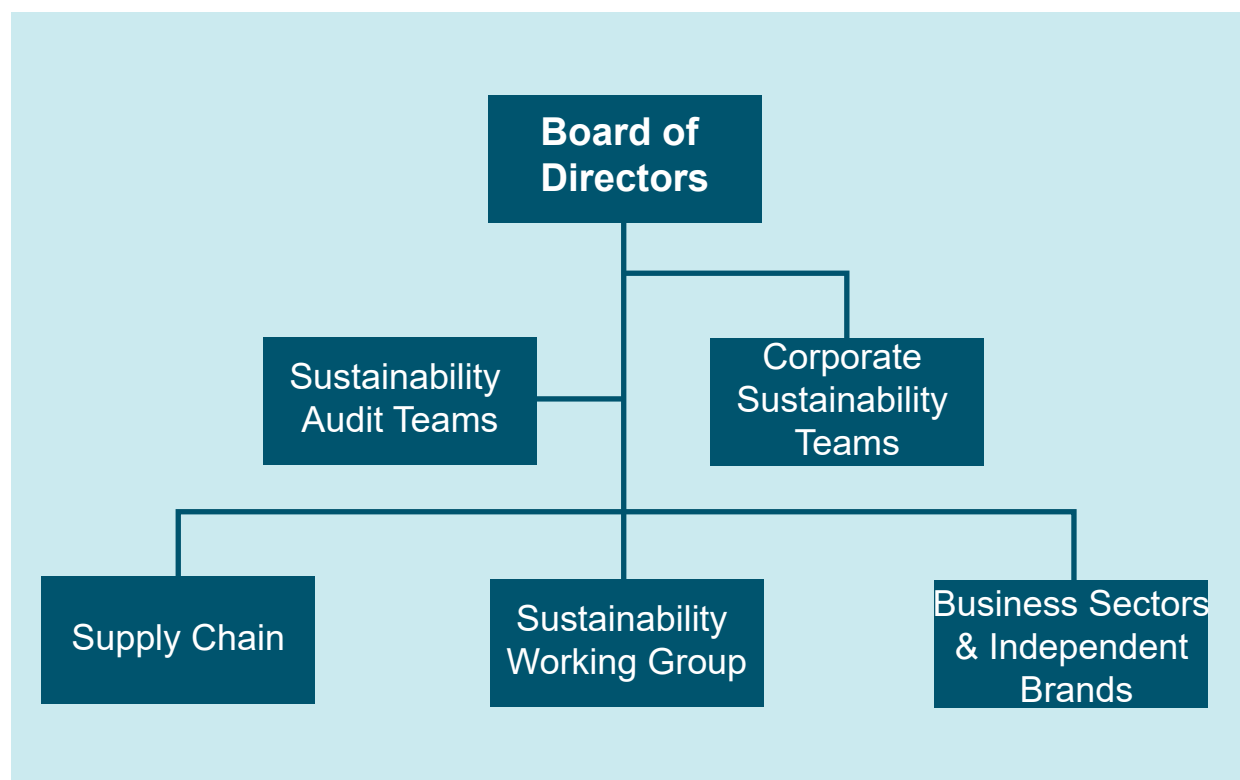 Board of
Directors
Sustainability
Audit Teams
Corporate
Sustainability
Teams
Supply Chain
Sustainability
Working Group
Business Sectors
& Independent
Brands